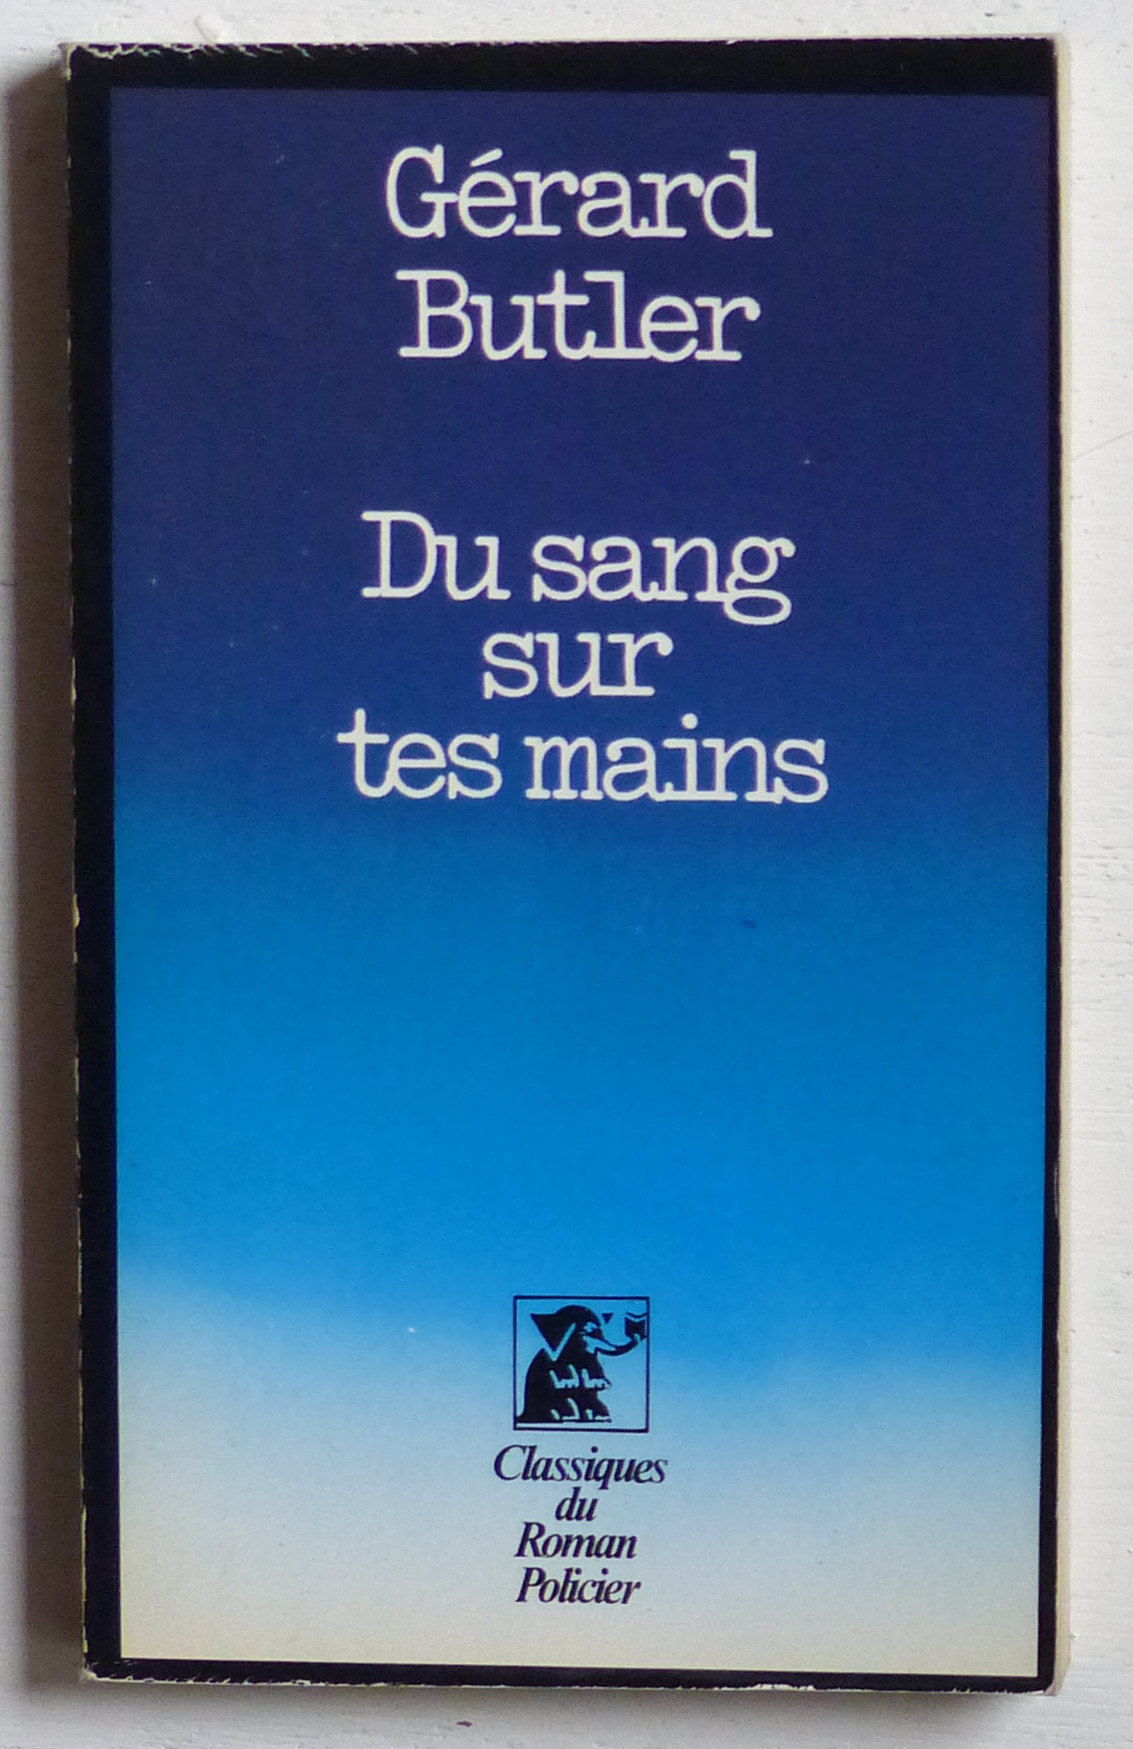 Gérard
Butler
Du sang
sur
tes mains
Classiques
du
Roman
Policier